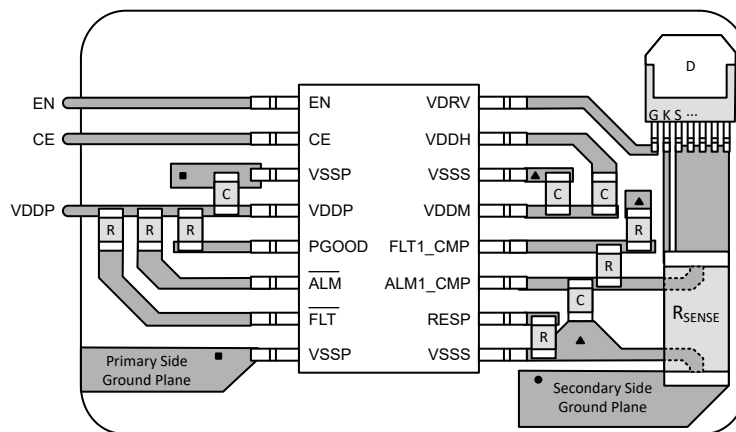 D
G K S ...
EN
EN
VDRV
CE
CE
VDDH
VSSP
VSSS
C
C
C
VDDP
VDDP
VDDM
R
R
R
R
PGOOD
FLT1_CMP
R
ALM
ALM1_CMP
C
RSENSE
FLT
RESP
R
Primary Side
Ground Plane
VSSP
VSSS
Secondary Side
Ground Plane